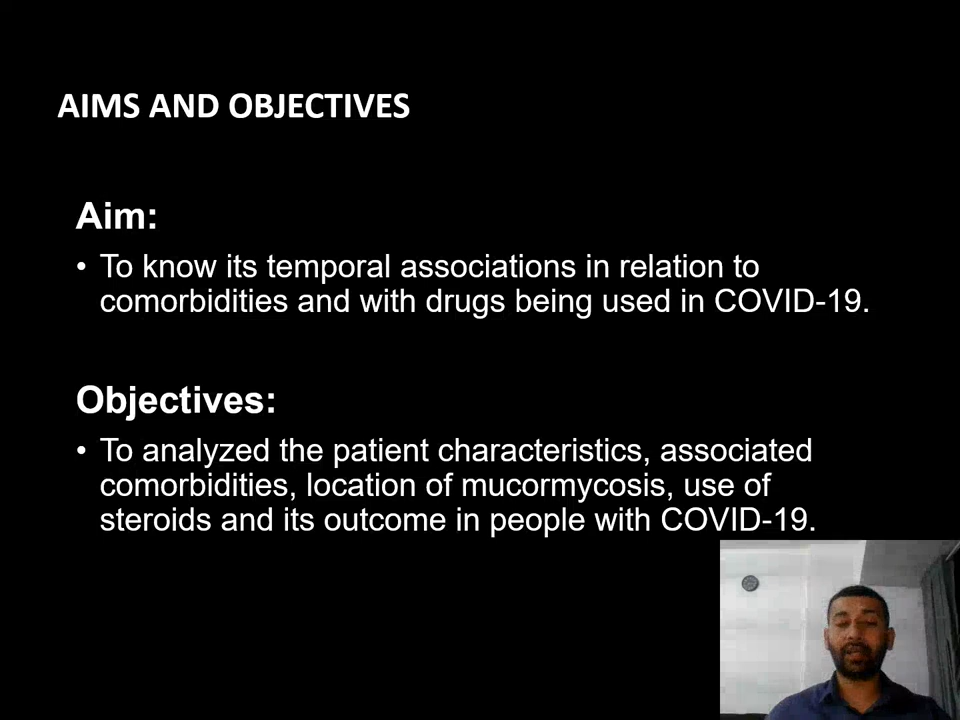 AIMS AND OBJECTIVES
Aim:
• To know its temporal associations in relation to
comorbidities and with drugs being used in COVID-19.
Objectives:
• To analyzed the patient characteristics, associated
comorbidities, location of mucormycosis, use of
steroids and its outcome in people with COVID-19.